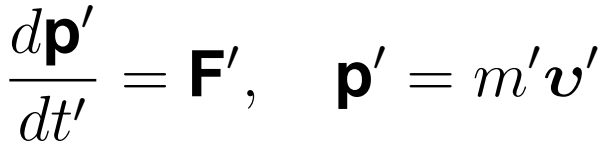 d𝐩′/dt′ = 𝐅′, 𝐩′ = m′𝛖′